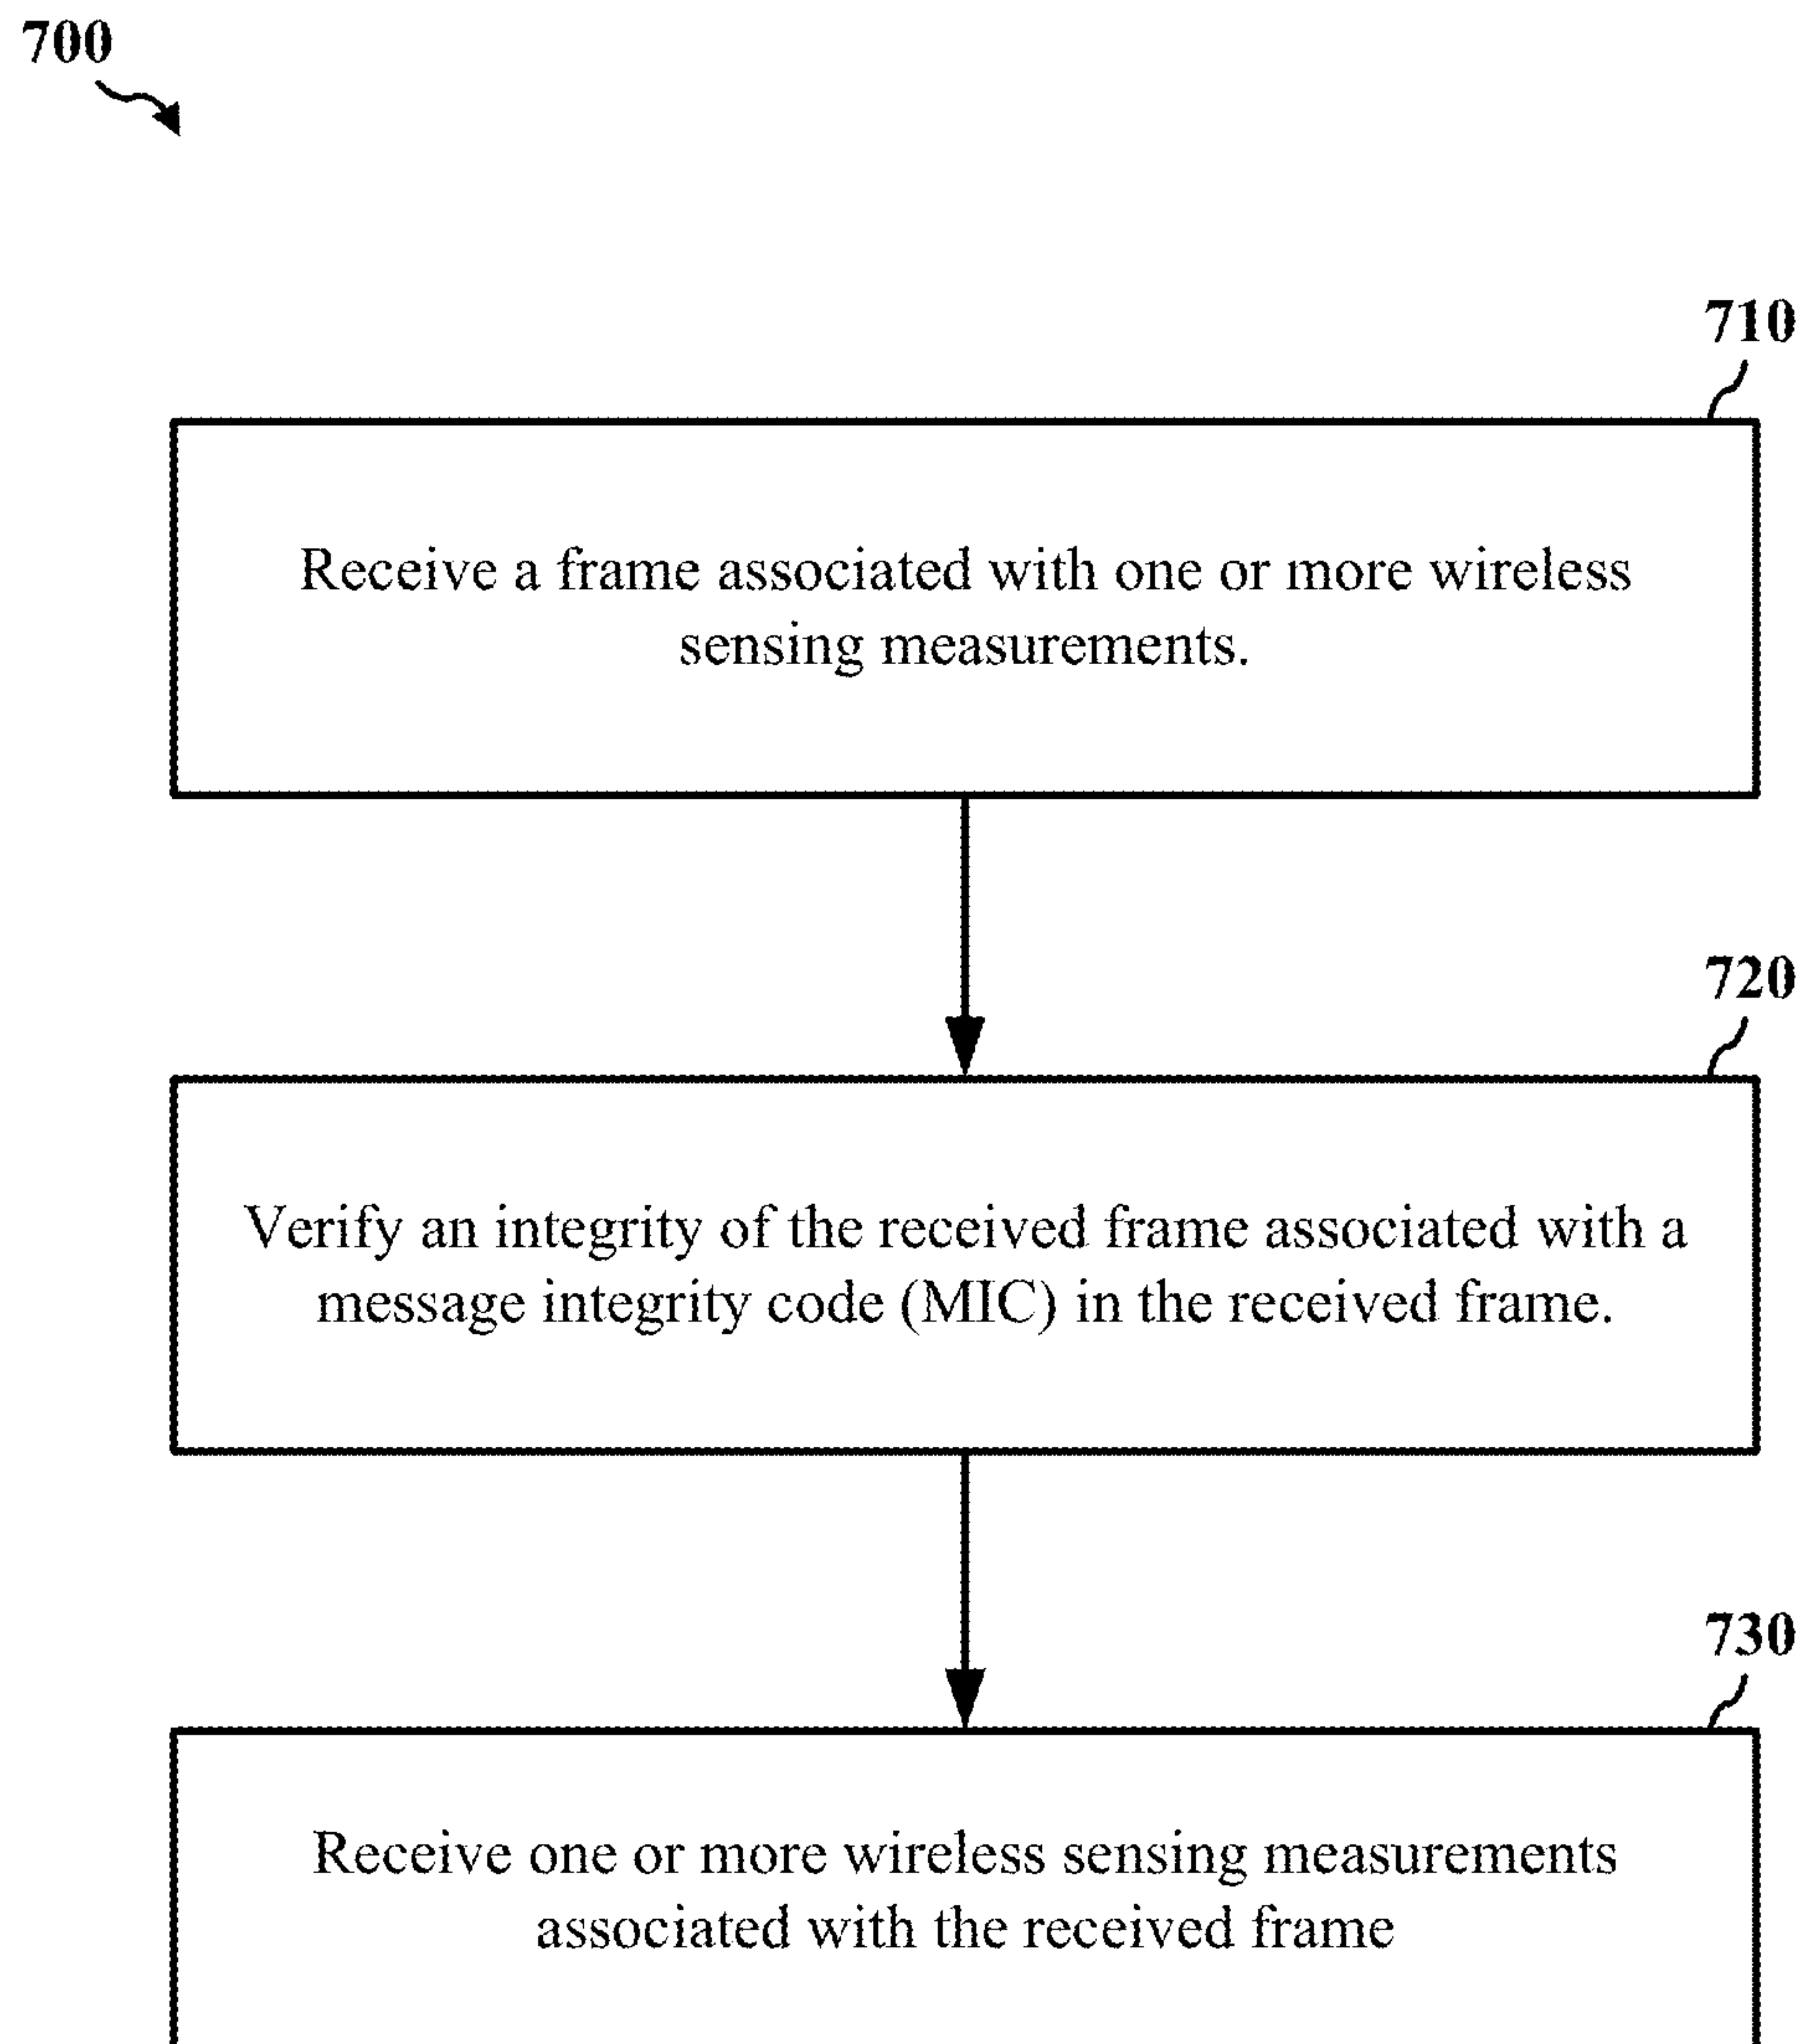 700
710
Receive a frame associated with one or more wireless
sensing measurements.
720
Verify an integrity of the received frame associated with a
message integrity code (MIC) in the received frame.
730
Receive one or more wireless sensing measurements
associated with the received frame